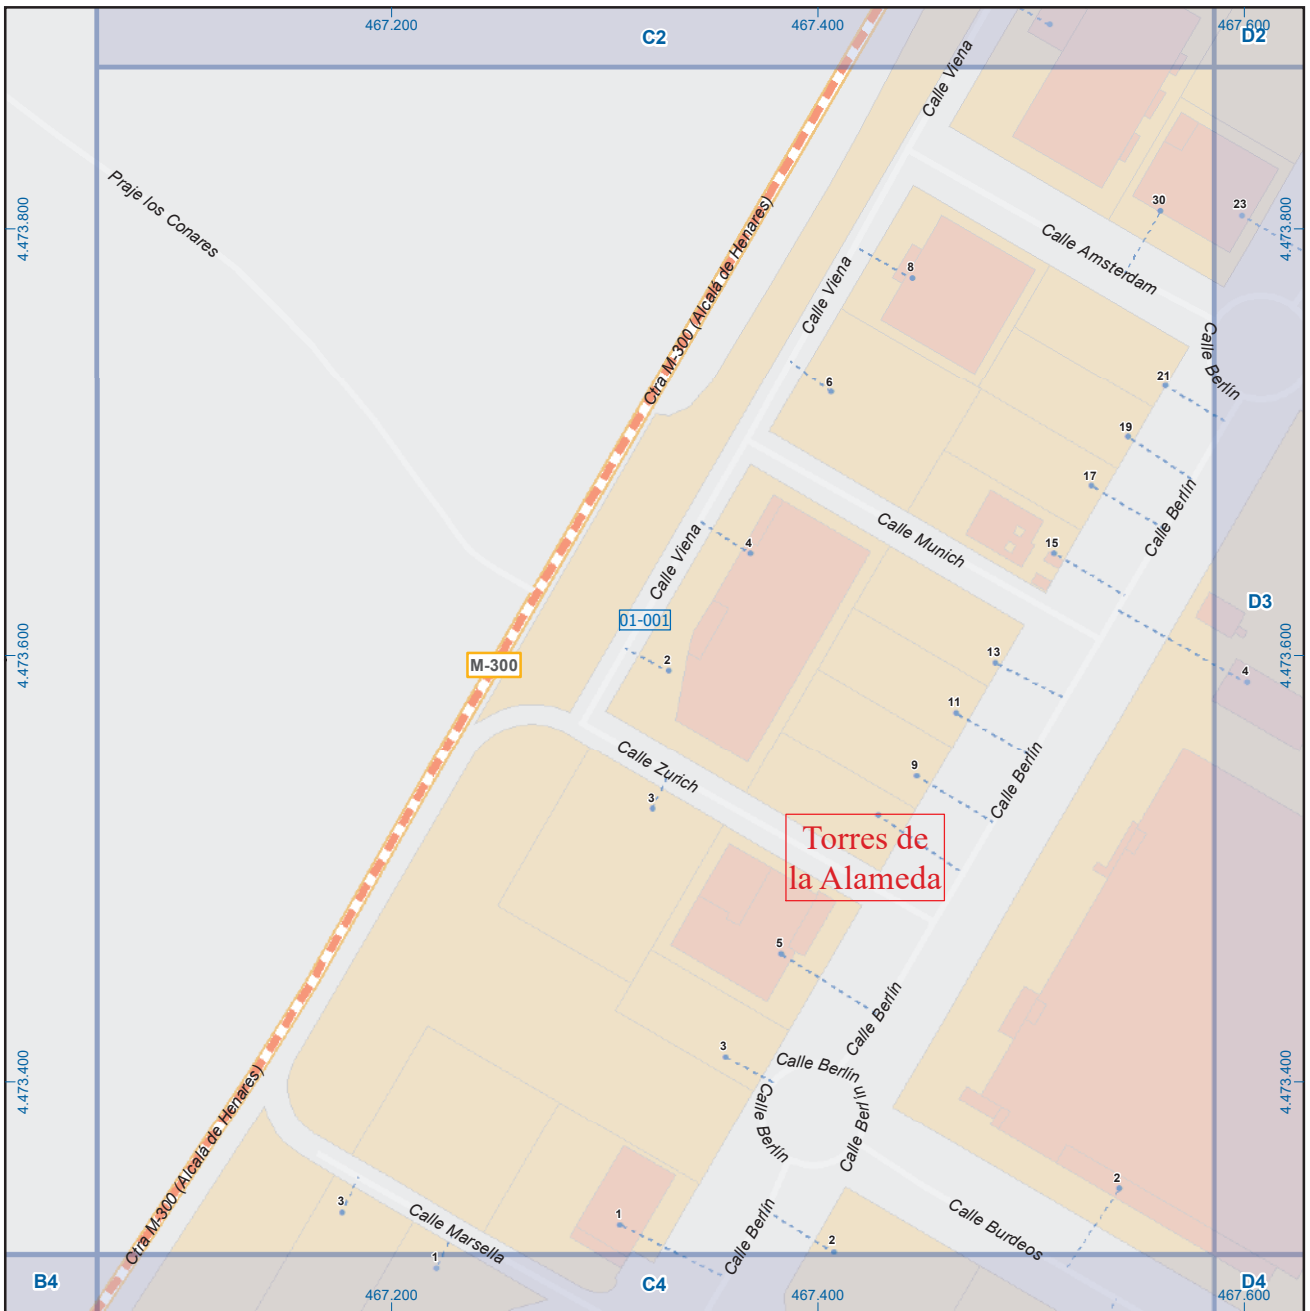 467.200
467.400
467.600
C2
D2
Calle Viena
Praje los Conares
4.473.800
4.473.800
30
23
Calle Amsterdam
Ctra M-300 (Alcalá de Henares)
Calle Viena
8
Calle Berlín
6
21
19
17
Calle Berlín
Calle Munich
15
4
Calle Viena
01-001
D3
4.473.600
4.473.600
M-300
2
13
4
11
Calle Zurich
9
Calle Berlín
3
Torres de
la Alameda
5
Calle Berlín
3
Calle Berlín
Calle Berlín
Calle Berlín
4.473.400
4.473.400
Ctra M-300 (Alcalá de Henares)
3
Calle Marsella
1
1
Calle Berlín
2
Calle Burdeos
2
B4
C4
D4
467.200
467.400
467.600